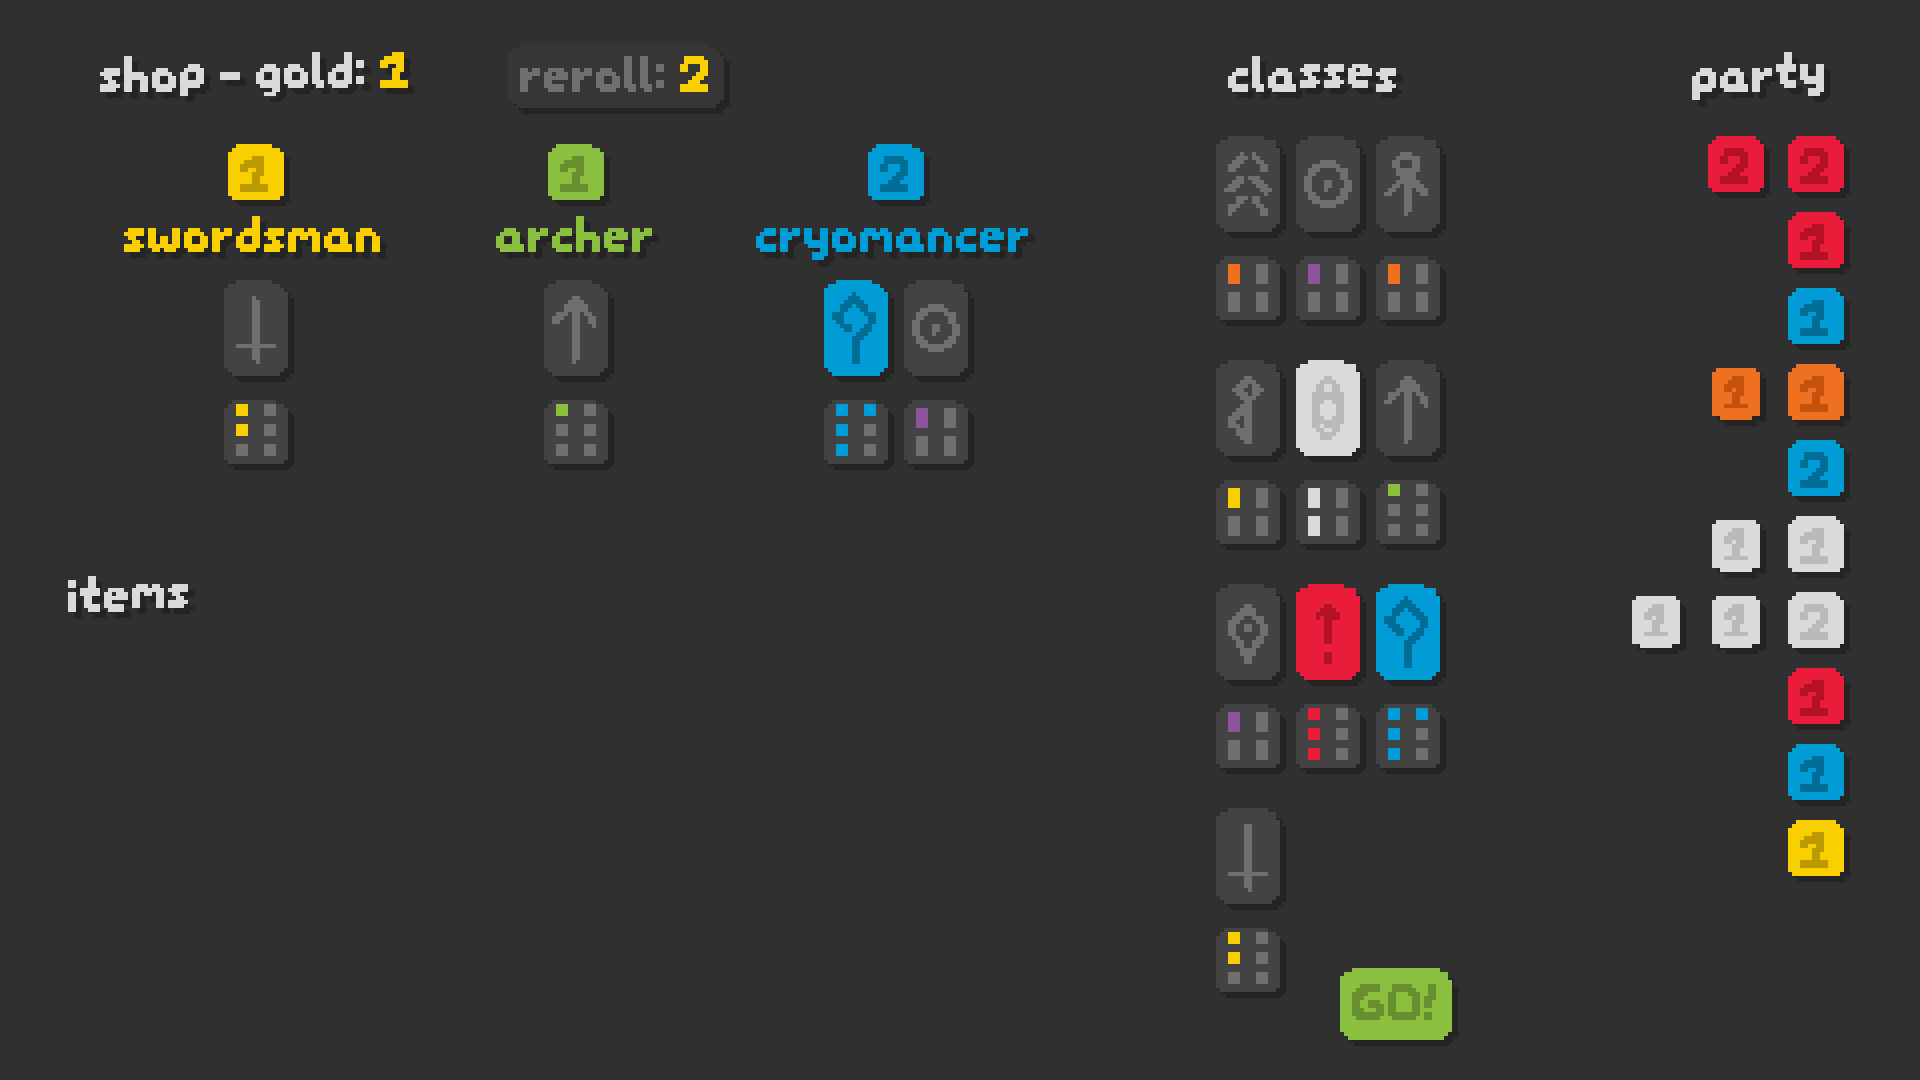 shop - gold: 1
reroll: 2
classes
party
1
1
2
swordsman
archer
cryomancer
items
2 2
1
1
1 1
2
1 1
1 1 2
1
1
1
GO!